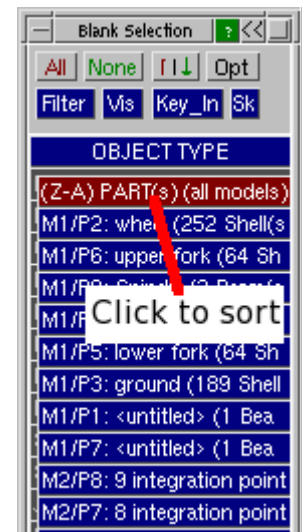 Blank Selection ? <<
All None ↑↓ Opt
Filter Vis Key_In Sk
OBJECT TYPE
(Z-A) PART(s) (all models)
M1/P2: (252 Shell(s
M1/P6: upper fork (64 Sh
M1/
Click to sort
M1/P5: lower fork (64 Sh
M1/P3: ground (189 Shell
M1/P1: <untitled> (1 Bea
M1/P7: <untitled> (1 Bea
M2/P8: 9 integration point
M2/P7: 8 integration point